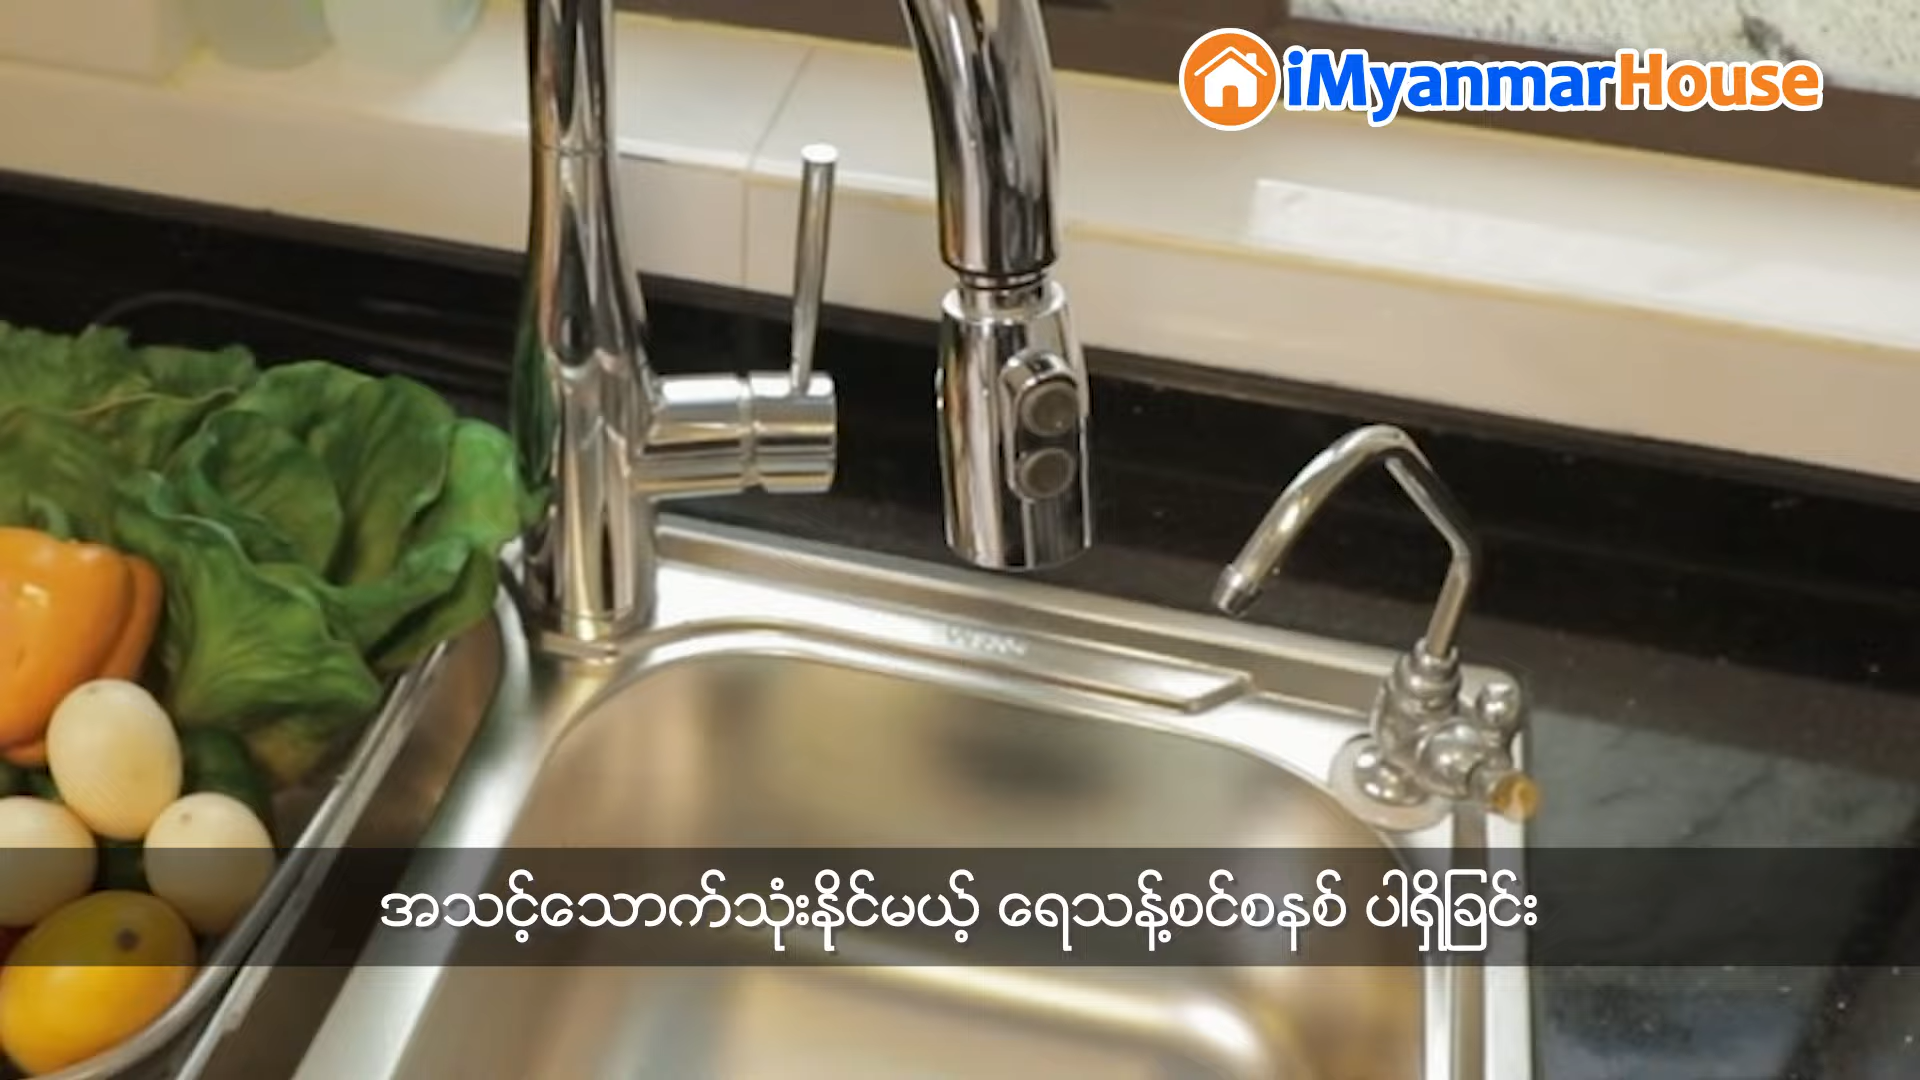 iMyanmarHouse
အသင့်သောက်သုံးနိုင်မယ့် ရေသန့်စင်စနစ် ပါရှိခြင်း